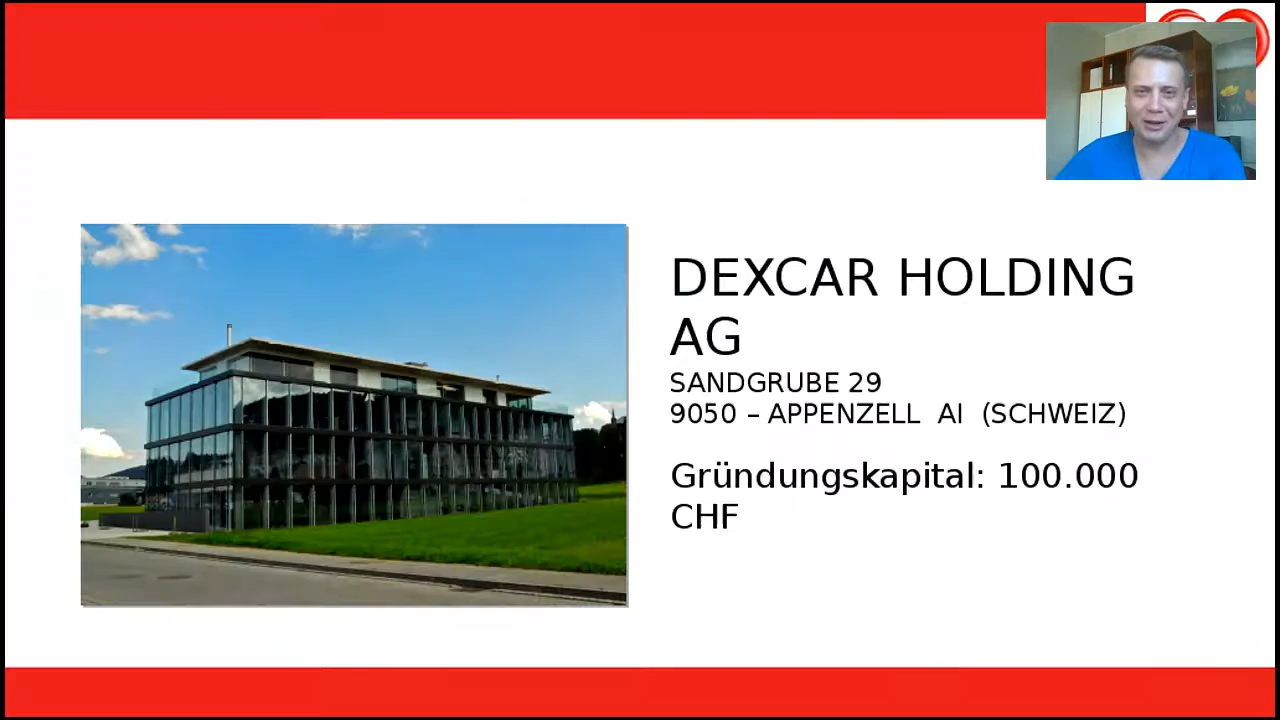 DEXCAR HOLDING
AG
SANDGRUBE 29
9050 – APPENZELL AI (SCHWEIZ)
Gründungskapital: 100.000
CHF